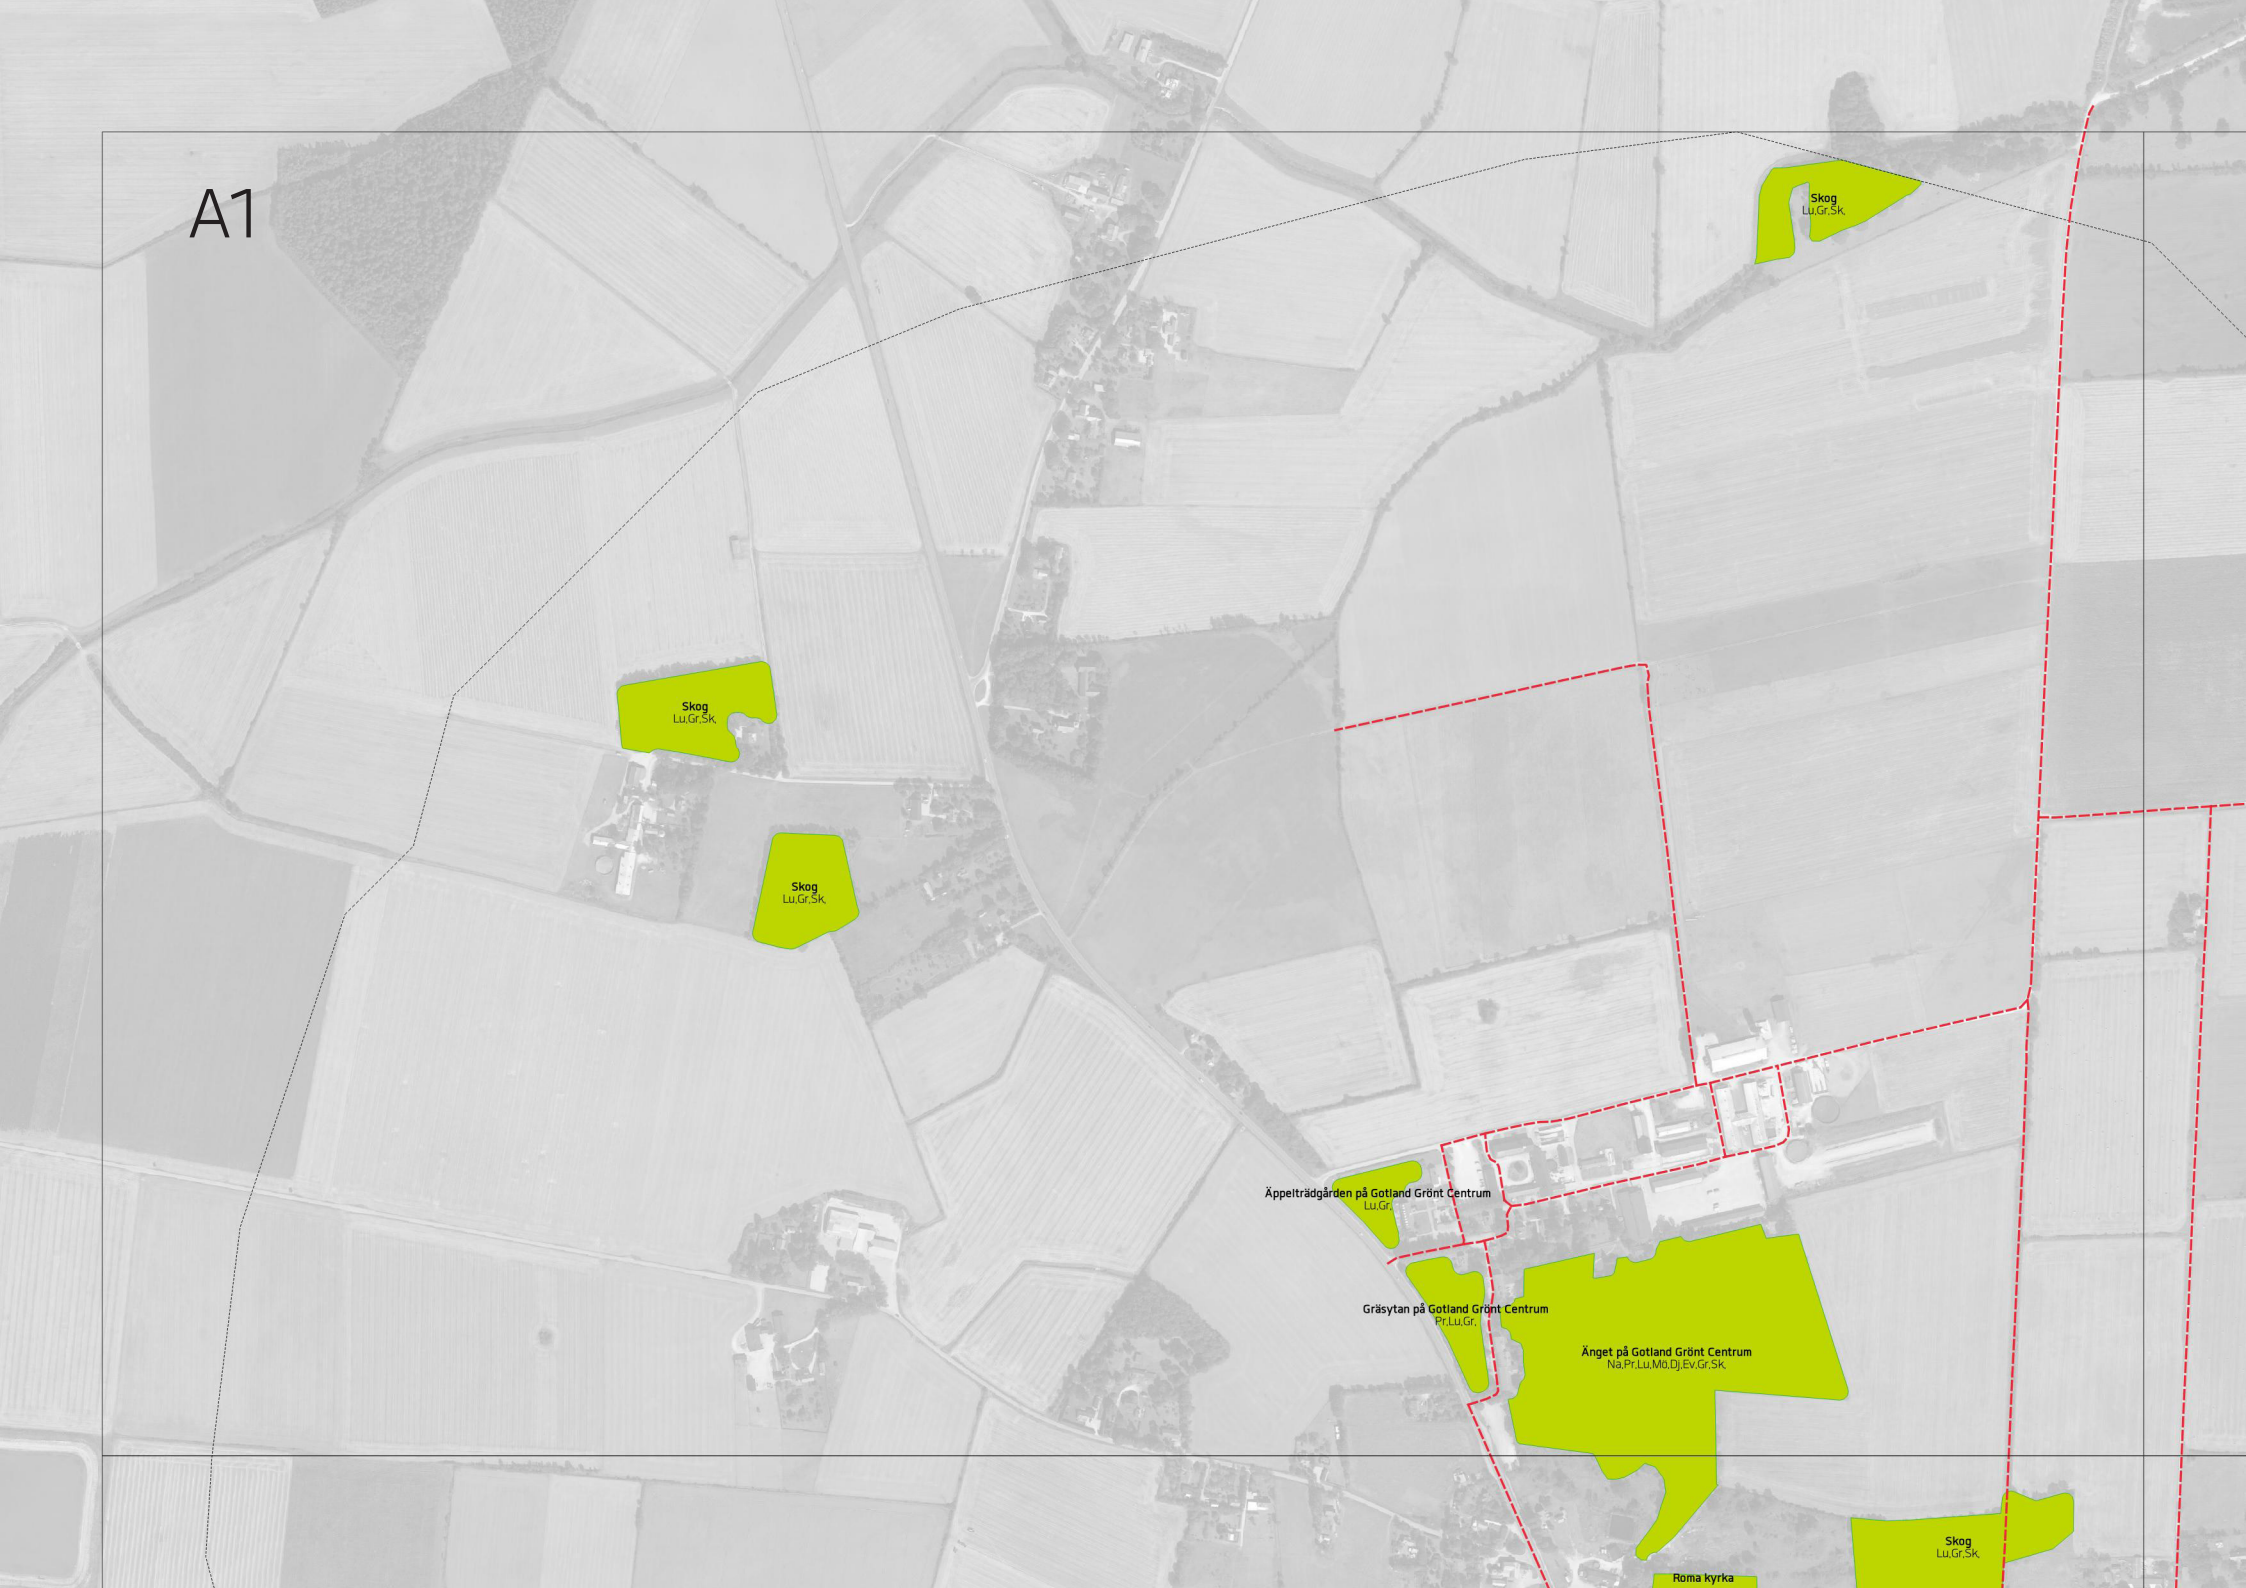 A1
Skog
Lu,Gr,Sk,
Skog
Lu,Gr,Sk,
Skog
Lu,Gr,Sk,
Äppelträdgården på Gotland Grönt Centrum
Lu,Gr,
Gräsytan på Gotland Grönt Centrum
Pr,Lu,Gr,
Änget på Gotland Grönt Centrum
Na,Pr,Lu,Mö,Dj,Ev,Gr,Sk,
Skog
Lu,Gr,Sk,
Roma kyrka